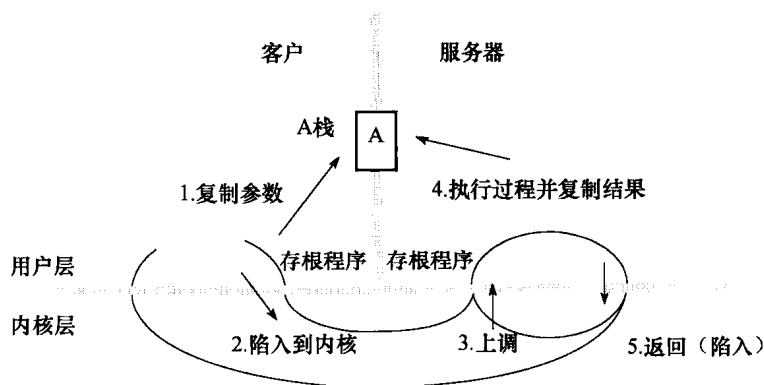 客户 服务器
A栈 A
1.复制参数 4.执行过程并复制结果
用户层 存根程序 存根程序
内核层 2.陷入到内核 3.上调 5.返回（陷入）